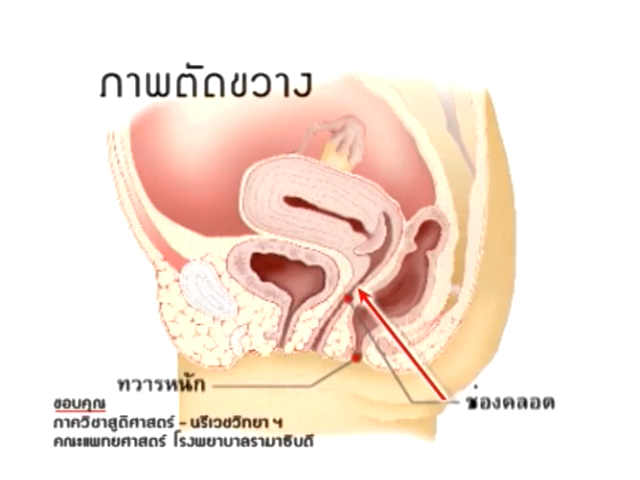 ภาพตัดขวาง
ทวารหนัก
ช่องคลอด
ขอบคุณ
ภาควิชาสูติศาสตร์ - นรีเวชวิทยา ฯ
คณะแพทยศาสตร์ โรงพยาบาลรามาธิบดี